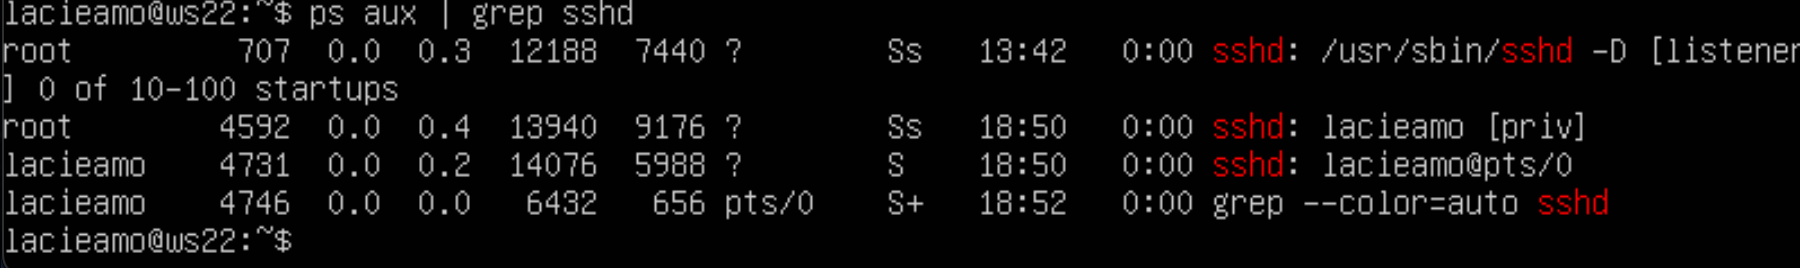 lacieamo@ws22:~$ ps aux | grep sshd
root         707  0.0  0.3  12188  7440 ?        Ss   13:42   0:00 sshd: /usr/sbin/sshd -D [listener
] 0 of 10-100 startups
root        4592  0.0  0.4  13940  9176 ?        Ss   18:50   0:00 sshd: lacieamo [priv]
lacieamo    4731  0.0  0.2  14076  5988 ?        S    18:50   0:00 sshd: lacieamo@pts/0
lacieamo    4746  0.0  0.0   6432   656 pts/0    S+   18:52   0:00 grep --color=auto sshd
lacieamo@ws22:~$